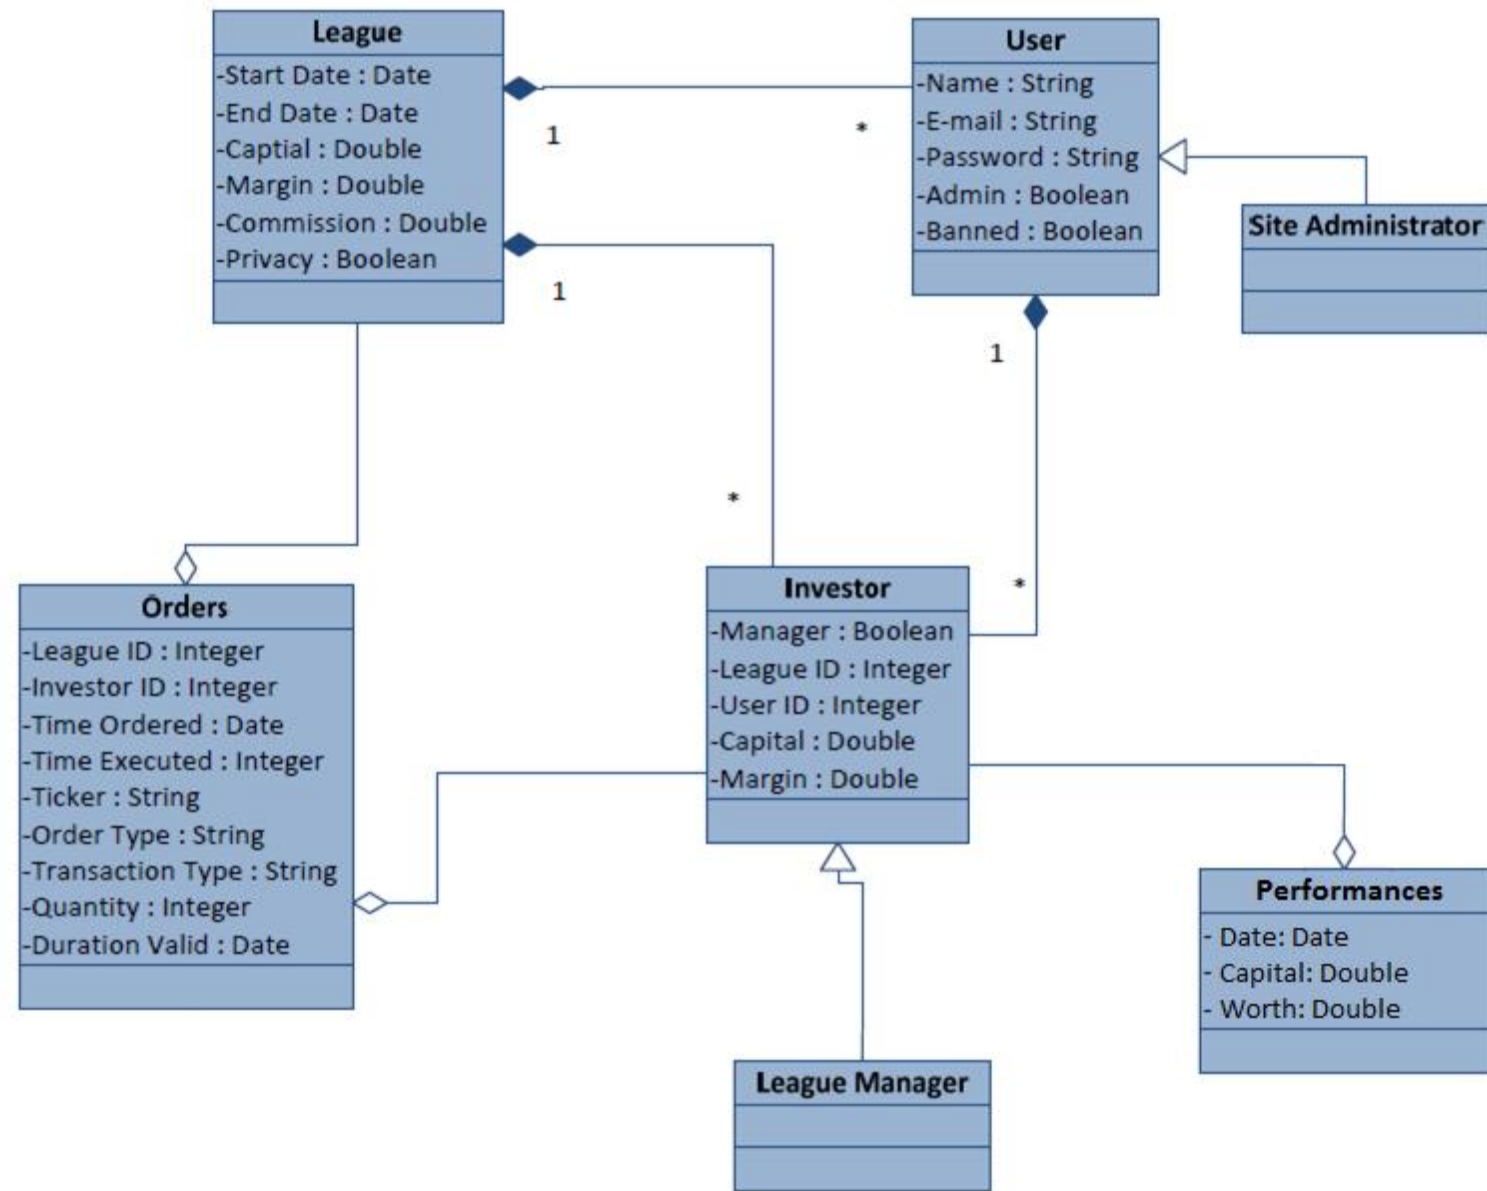 League
-Start Date : Date
-End Date : Date
-Captial : Double
-Margin : Double
-Commission : Double
-Privacy : Boolean
1
*
1
*
User
-Name : String
-E-mail : String
-Password : String
-Admin : Boolean
-Banned : Boolean
1
*
Site Administrator
Orders
-League ID : Integer
-Investor ID : Integer
-Time Ordered : Date
-Time Executed : Integer
-Ticker : String
-Order Type : String
-Transaction Type : String
-Quantity : Integer
-Duration Valid : Date
Investor
-Manager : Boolean
-League ID : Integer
-User ID : Integer
-Capital : Double
-Margin : Double
Performances
- Date: Date
- Capital: Double
- Worth: Double
League Manager